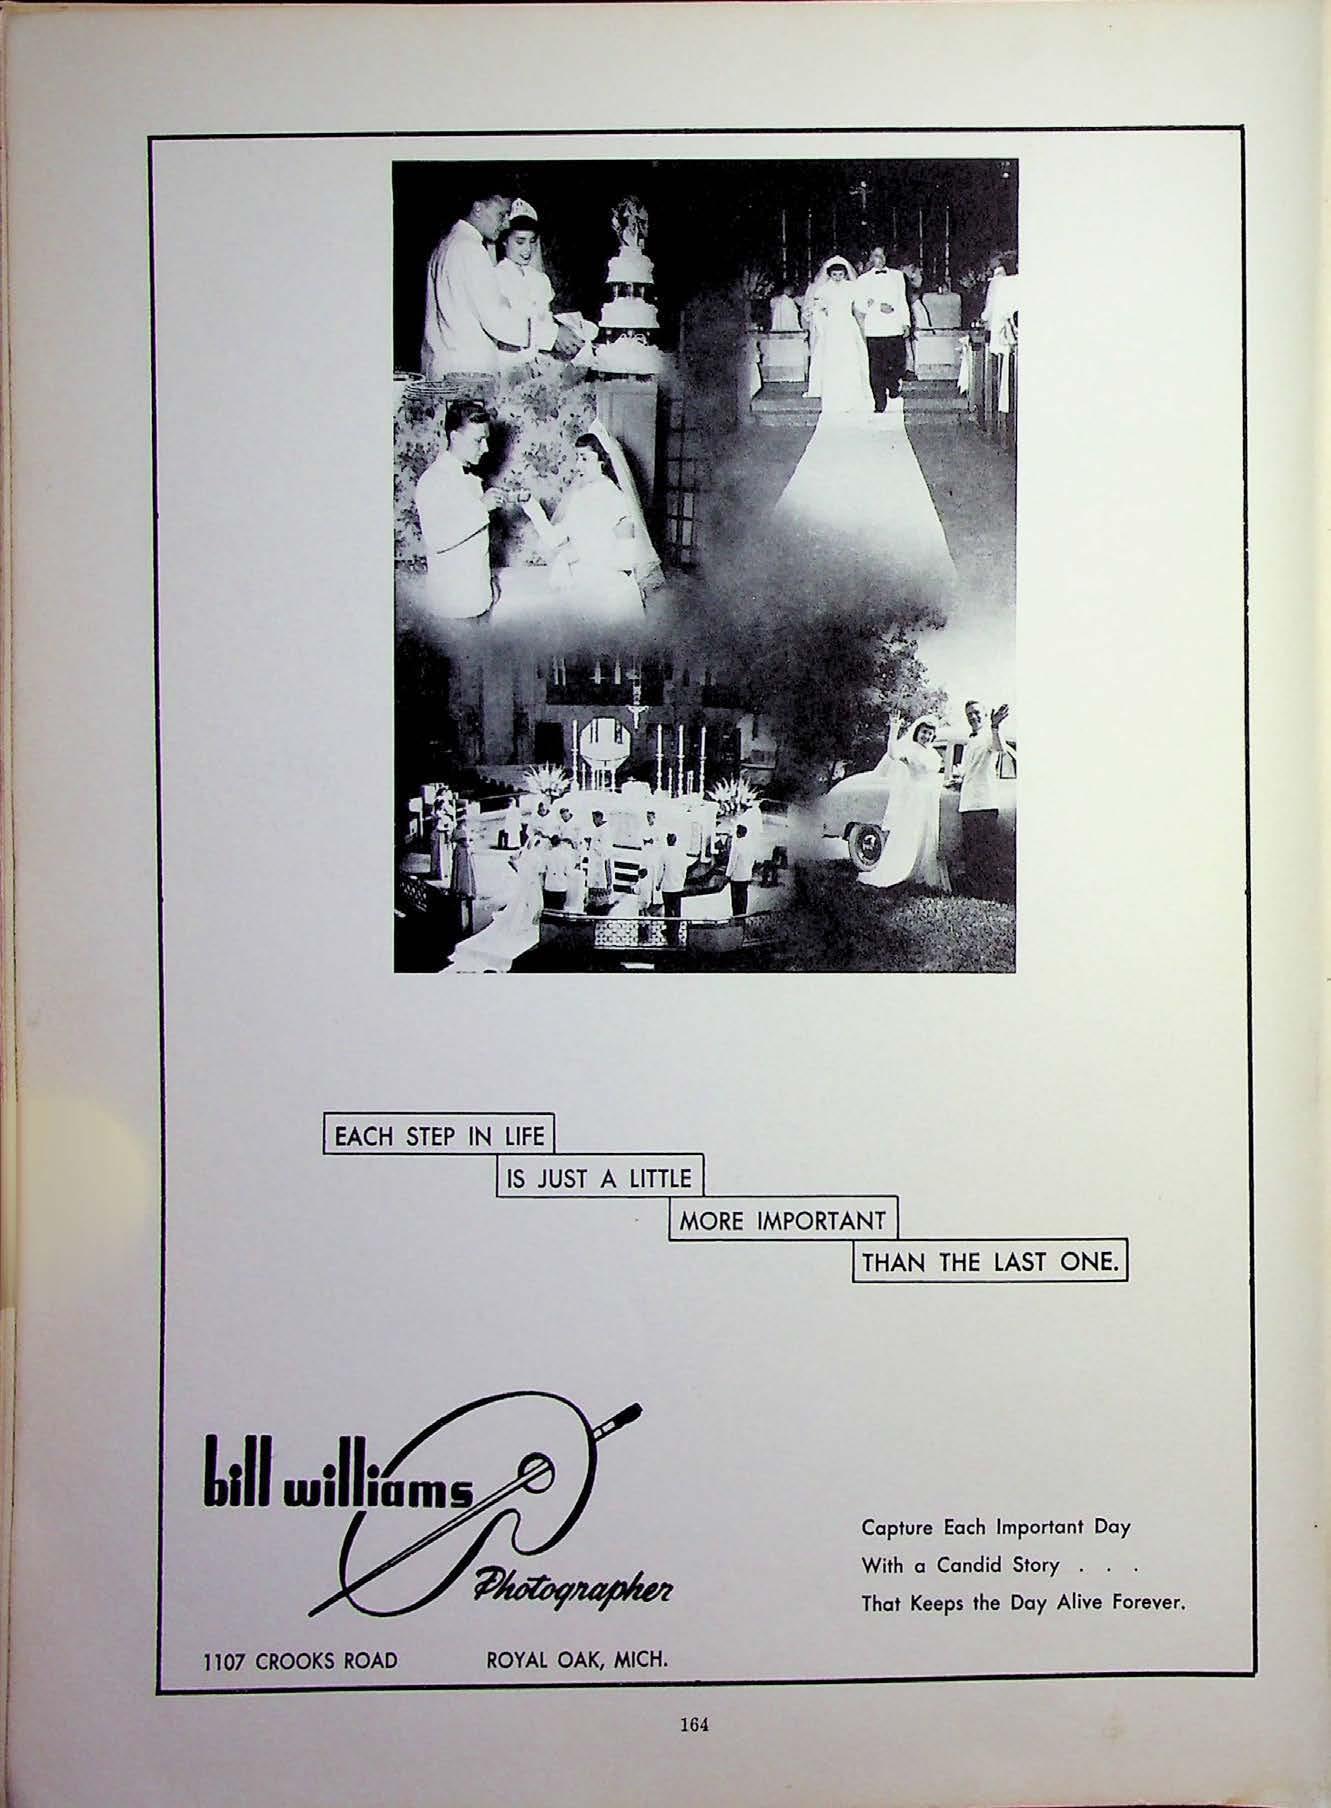 EACH STEP IN LIFE
IS JUST A LITTLE
MORE IMPORTANT
THAN THE LAST ONE.
bill williams
Photographer
1107 CROOKS ROAD ROYAL OAK, MICH.
Capture Each Important Day
With a Candid Story . . .
That Keeps the Day Alive Forever.
164